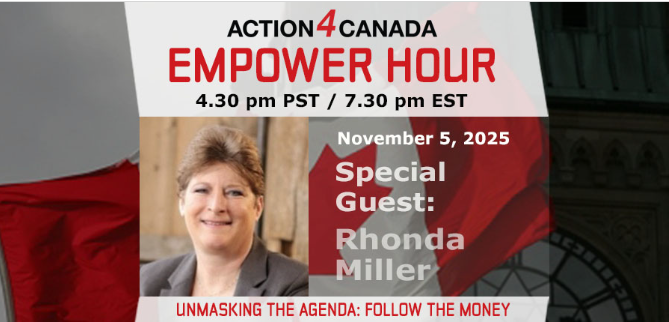 ACTION4CANADA
EMPOWER HOUR
4.30 pm PST / 7.30 pm EST
November 5, 2025
Special
Guest:
Rhonda
Miller
UNMASKING THE AGENDA: FOLLOW THE MONEY